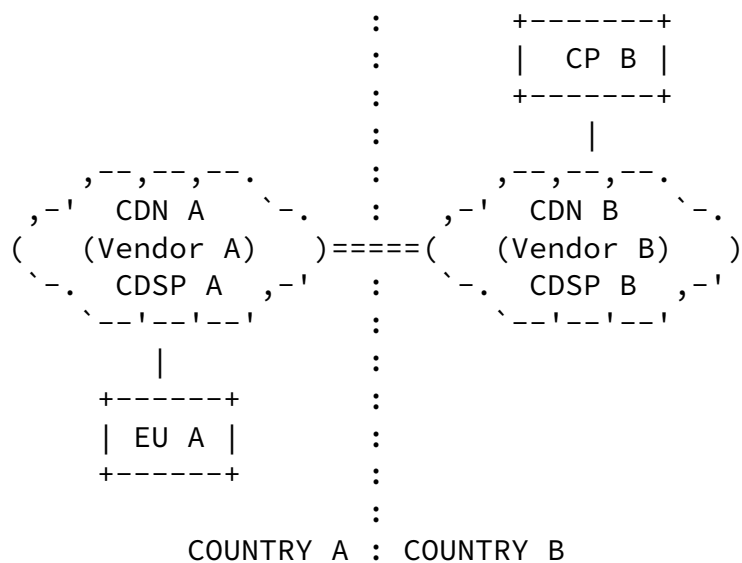 CP B
CDN A CDN B
(Vendor A) (Vendor B)
CDSP A CDSP B
EU A
COUNTRY A : COUNTRY B